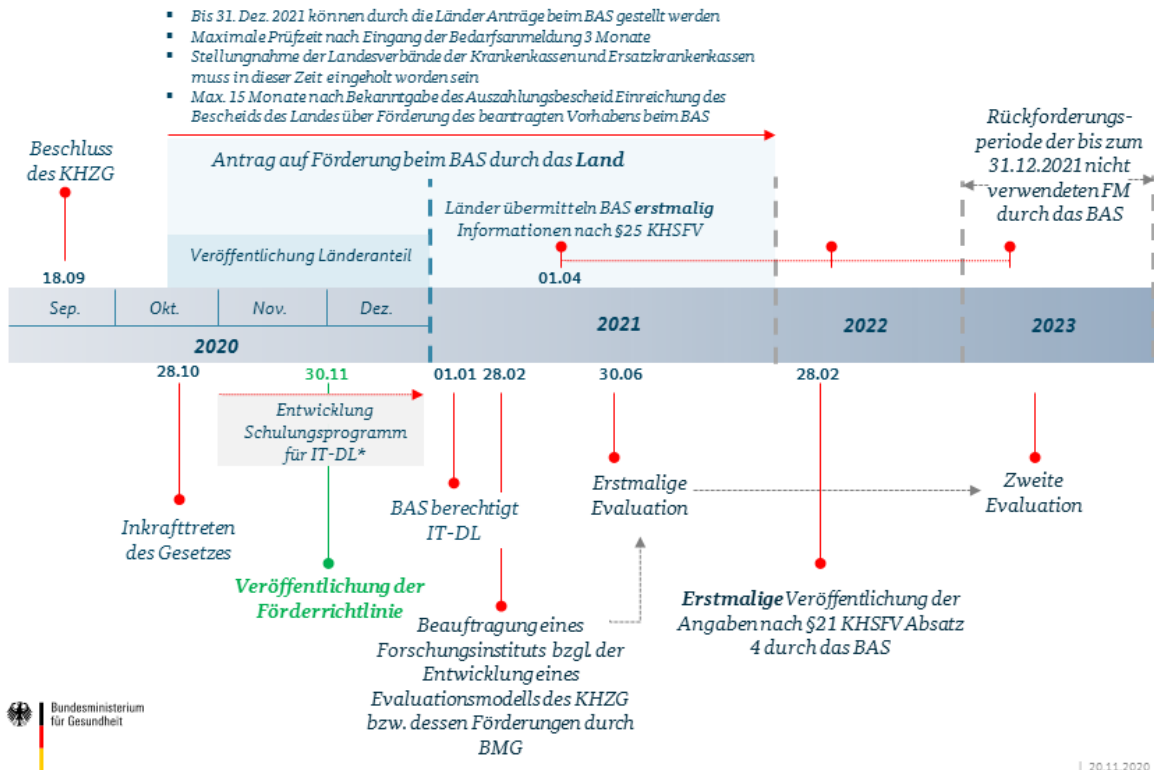 ▪ Bis 31. Dez. 2021 können durch die Länder Anträge beim BAS gestellt werden
▪ Maximale Prüfzeit nach Eingang der Bedarfsanmeldung 3 Monate
▪ Stellungnahme der Landesverbände der Krankenkassen und Ersatzkrankenkassen
muss in dieser Zeit eingeholt worden sein
▪ Max. 15 Monate nach Bekanntgabe des Auszahlungsbescheid Einreichung des
Bescheids des Landes über Förderung des beantragten Vorhabens beim BAS
Beschluss
des KHZG
Antrag auf Förderung beim BAS durch das Land
Rückforderungs-
periode der bis zum
31.12.2021 nicht
verwendeten FM
durch das BAS
Länder übermitteln BAS erstmalig
Informationen nach §25 KHSFV
Veröffentlichung Länderanteil
18.09
01.04
Sep.
Okt.
Nov.
Dez.
2020
2021
2022
2023
28.10
30.11
01.01
28.02
30.06
28.02
Entwicklung
Schulungsprogramm
für IT-DL*
Inkrafttreten
des Gesetzes
Veröffentlichung der
Förderrichtlinie
BAS berechtigt
IT-DL
Beauftragung eines
Forschungsinstituts bzgl. der
Entwicklung eines
Evaluationsmodells des KHZG
bzw. dessen Förderungen durch
BMG
Erstmalige
Evaluation
Erstmalige Veröffentlichung der
Angaben nach §21 KHSFV Absatz
4 durch das BAS
Zweite
Evaluation
Bundesministerium
für Gesundheit
| 20.11.2020